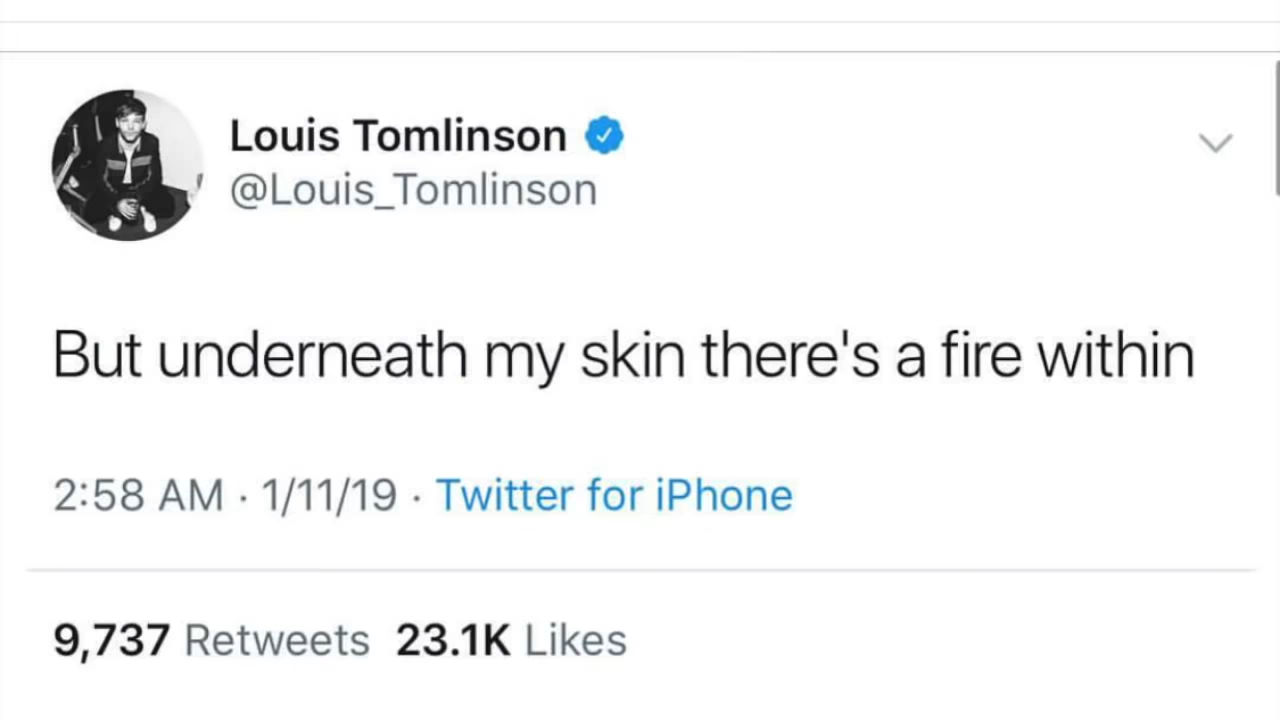 Louis Tomlinson
@Louis_Tomlinson
But underneath my skin there's a fire within
2:58 AM · 1/11/19 · Twitter for iPhone
9,737 Retweets 23.1K Likes